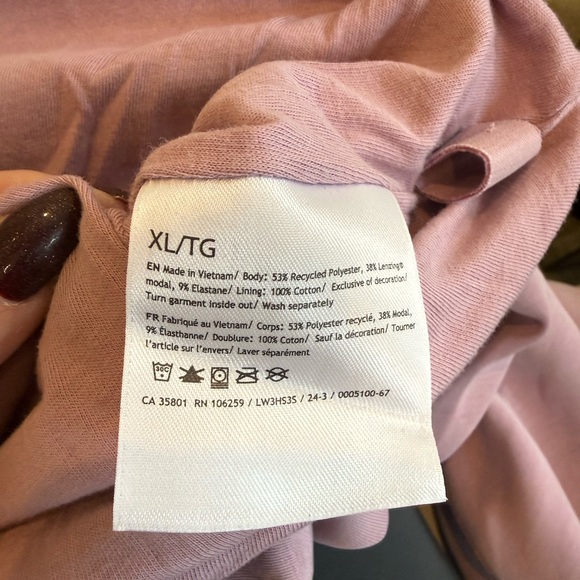 XL/TG
EN Made in Vietnam/ Body: 53% Recycled Polyester, 38% Lenzing®
modal, 9% Elastane/ Lining: 100% Cotton/ Exclusive of decoration/
Turn garment inside out/ Wash separately
FR Fabriqué au Vietnam/ Corps: 53% Polyester recyclé, 38% Modal,
9% Élasthanne/ Doublure: 100% Coton/ Sauf la décoration/ Tourner
l'article sur l'envers/ Laver séparément
30C
CA 35801 RN 106259 / LW3HS3S / 24-3 / 0005100-67